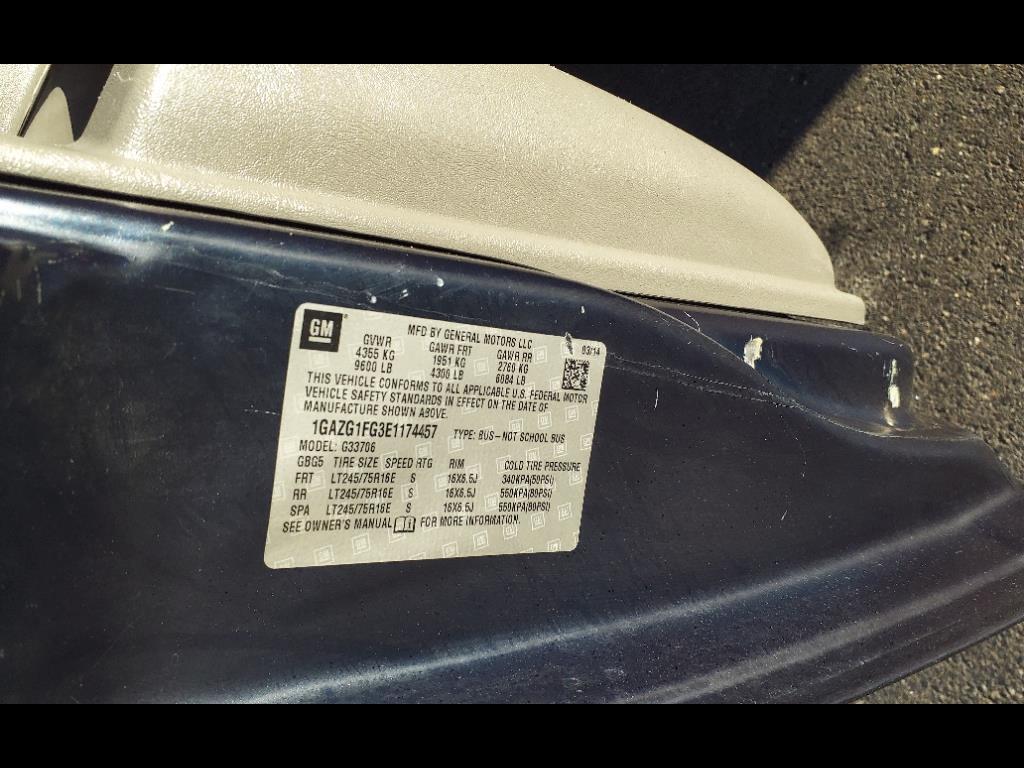 GM
MFD BY GENERAL MOTORS LLC 03/14
GVWR GAWR FRT GAWR RR
4355 KG 1951 KG 2760 KG
9600 LB 4300 LB 6084 LB
THIS VEHICLE CONFORMS TO ALL APPLICABLE U.S. FEDERAL MOTOR
VEHICLE SAFETY STANDARDS IN EFFECT ON THE DATE OF
MANUFACTURE SHOWN ABOVE.
1GAZG1FG3E1174457 TYPE: BUS-NOT SCHOOL BUS
MODEL: G33706
GBG5 TIRE SIZE SPEED RTG RIM COLD TIRE PRESSURE
FRT LT245/75R16E S 16X6.5J 340KPA(50PSI)
RR LT245/75R16E S 16X6.5J 550KPA(80PSI)
SPA LT245/75R16E S 16X6.5J 550KPA(80PSI)
SEE OWNER'S MANUAL FOR MORE INFORMATION.